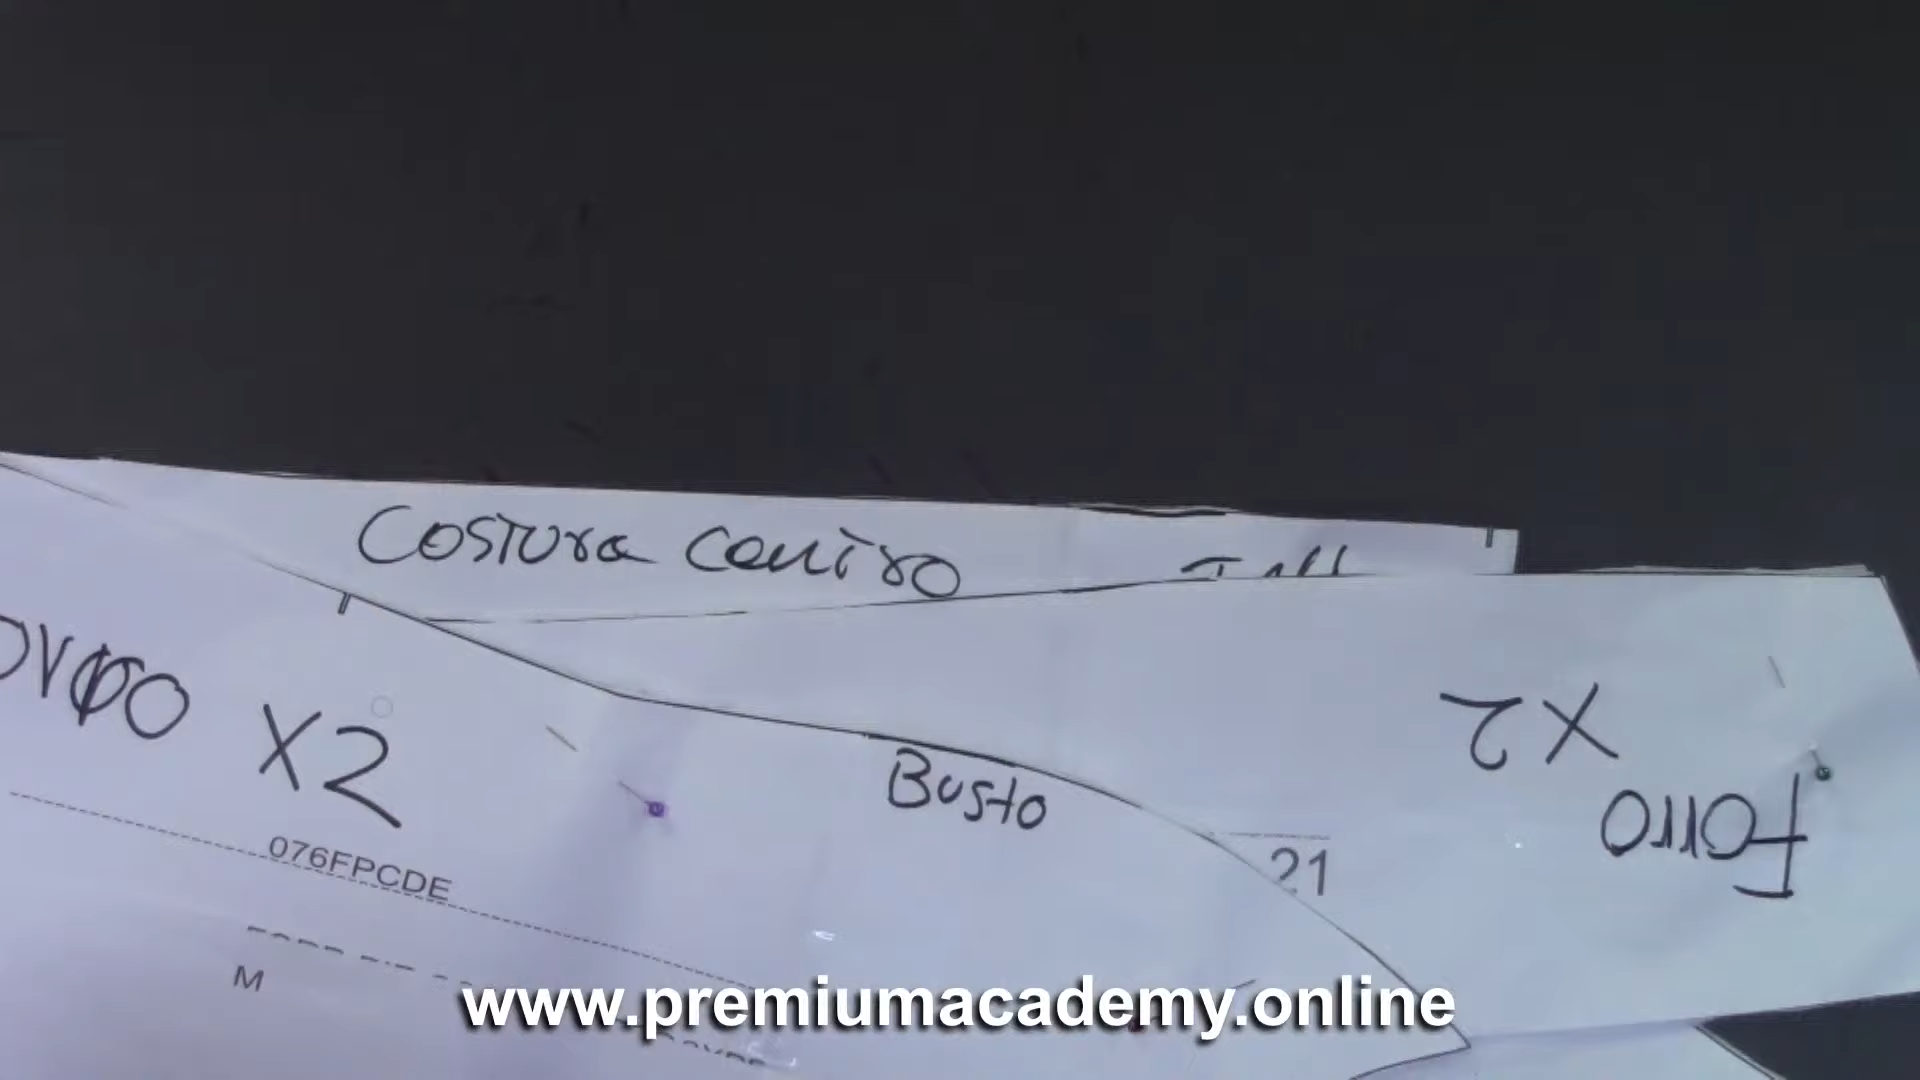 Costura Centro
X2
Busto
Forro
X2
076FPCDE
21
M
www.premiumacademy.online